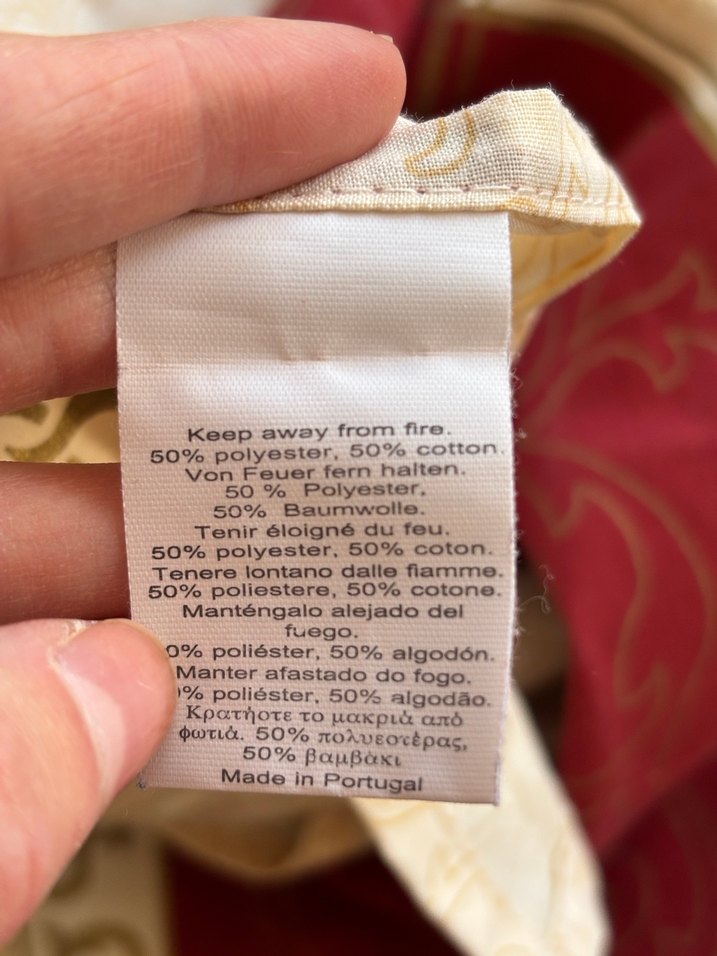 Keep away from fire.
50% polyester, 50% cotton.
Von Feuer fern halten.
50 % Polyester,
50% Baumwolle.
Tenir éloigné du feu.
50% polyester, 50% coton.
Tenere lontano dalle fiamme.
50% poliestere, 50% cotone.
Manténgalo alejado del
fuego.
0% poliéster, 50% algodón.
Manter afastado do fogo.
% poliéster, 50% algodão.
Κρατήστε το μακριά από
φωτιά. 50% πολυεστέρας,
50% βαμβάκι
Made in Portugal